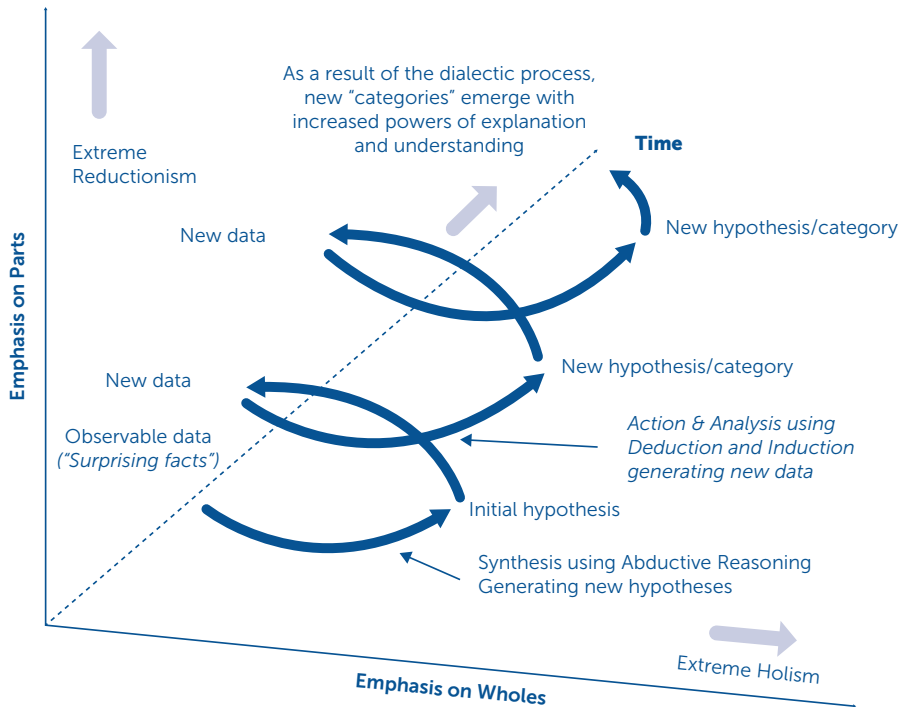 As a result of the dialectic process,
new “categories” emerge with
increased powers of explanation
and understanding
Time
Extreme
Reductionism
New data
New hypothesis/category
Emphasis on Parts
New data
New hypothesis/category
Observable data
(“Surprising facts”)
Action & Analysis using
Deduction and Induction
generating new data
Initial hypothesis
Synthesis using Abductive Reasoning
Generating new hypotheses
Extreme Holism
Emphasis on Wholes